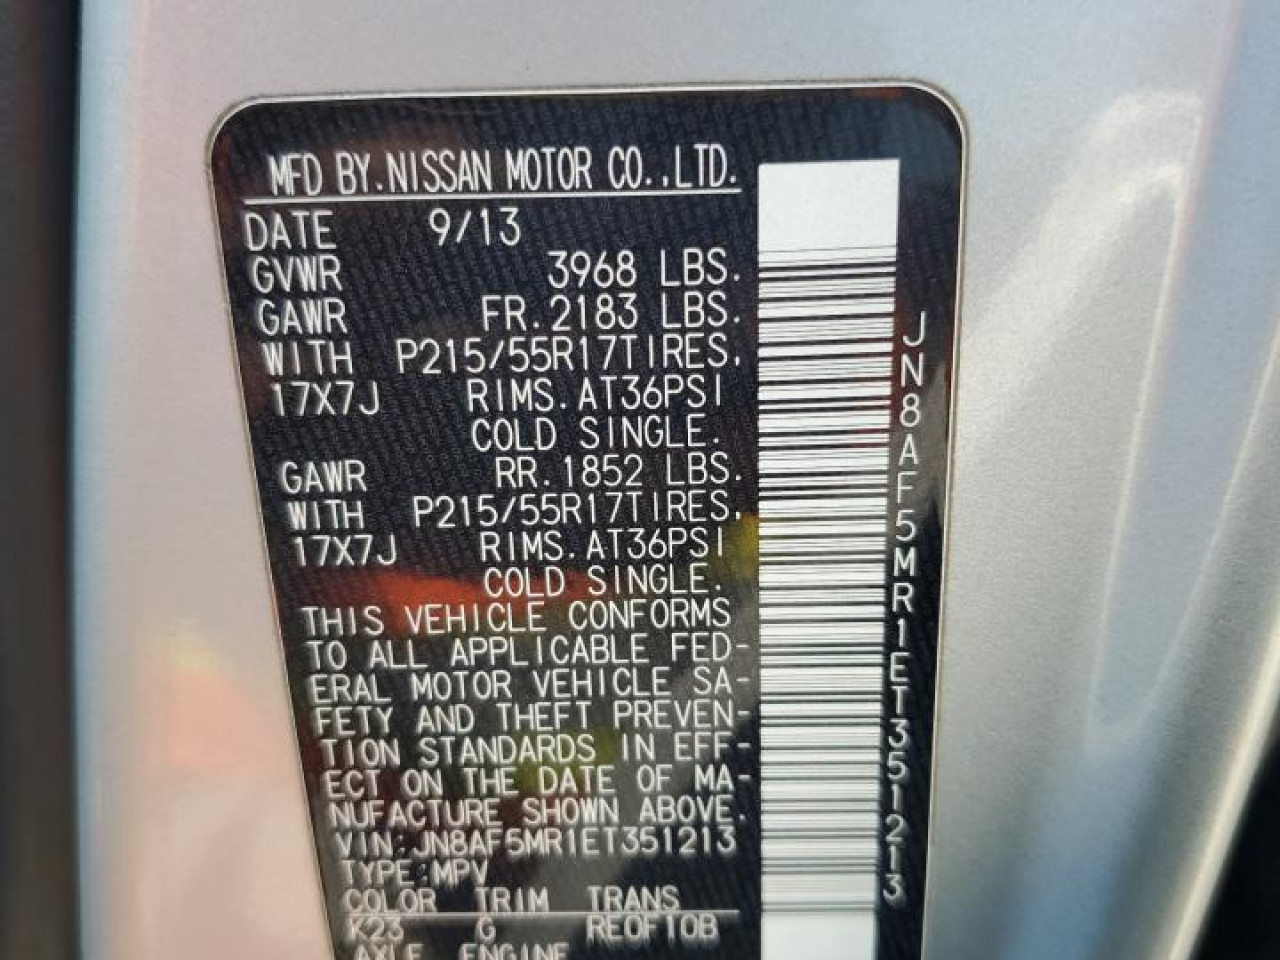 MFD BY.NISSAN MOTOR CO.,LTD.
DATE 9/13
GVWR 3968 LBS.
GAWR FR.2183 LBS.
WITH P215/55R17TIRES,
17X7J RIMS.AT36PSI
COLD SINGLE.
GAWR RR.1852 LBS.
WITH P215/55R17TIRES,
17X7J RIMS.AT36PSI
COLD SINGLE.
THIS VEHICLE CONFORMS
TO ALL APPLICABLE FED-
ERAL MOTOR VEHICLE SA-
FETY AND THEFT PREVEN-
TION STANDARDS IN EFF-
ECT ON THE DATE OF MA-
NUFACTURE SHOWN ABOVE.
VIN:JN8AF5MR1ET351213
TYPE:MPV
COLOR TRIM TRANS
K23 G RE0F10B
AXLE ENGINE
JN8AF5MR1ET351213